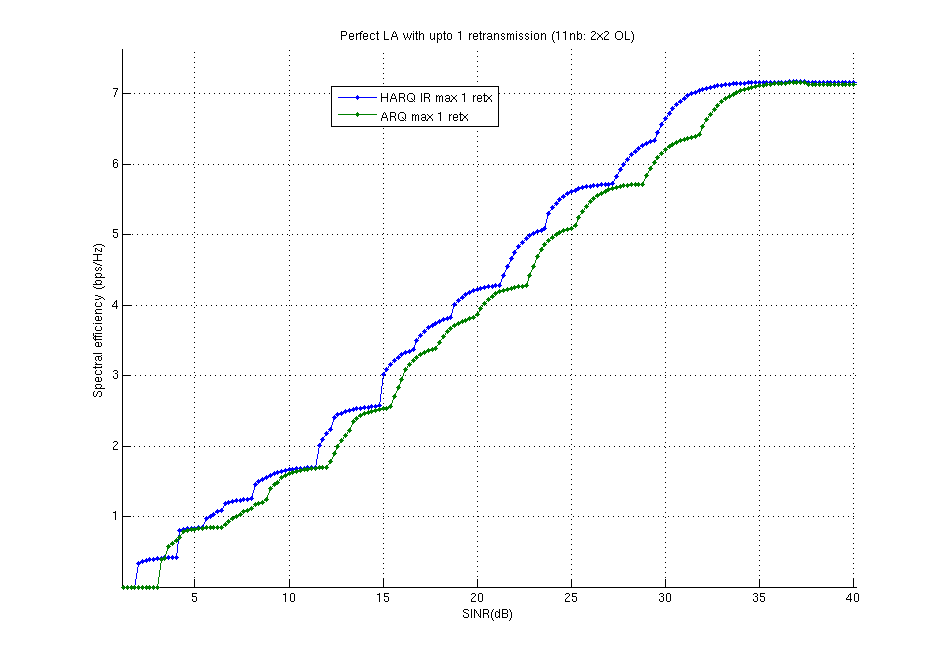 Perfect LA with upto 1 retransmission (11nb: 2x2 OL)
HARQ IR max 1 retx
ARQ max 1 retx
7
6
5
4
3
2
1
Spectral efficiency (bps/Hz)
5 10 15 20 25 30 35 40
SINR(dB)